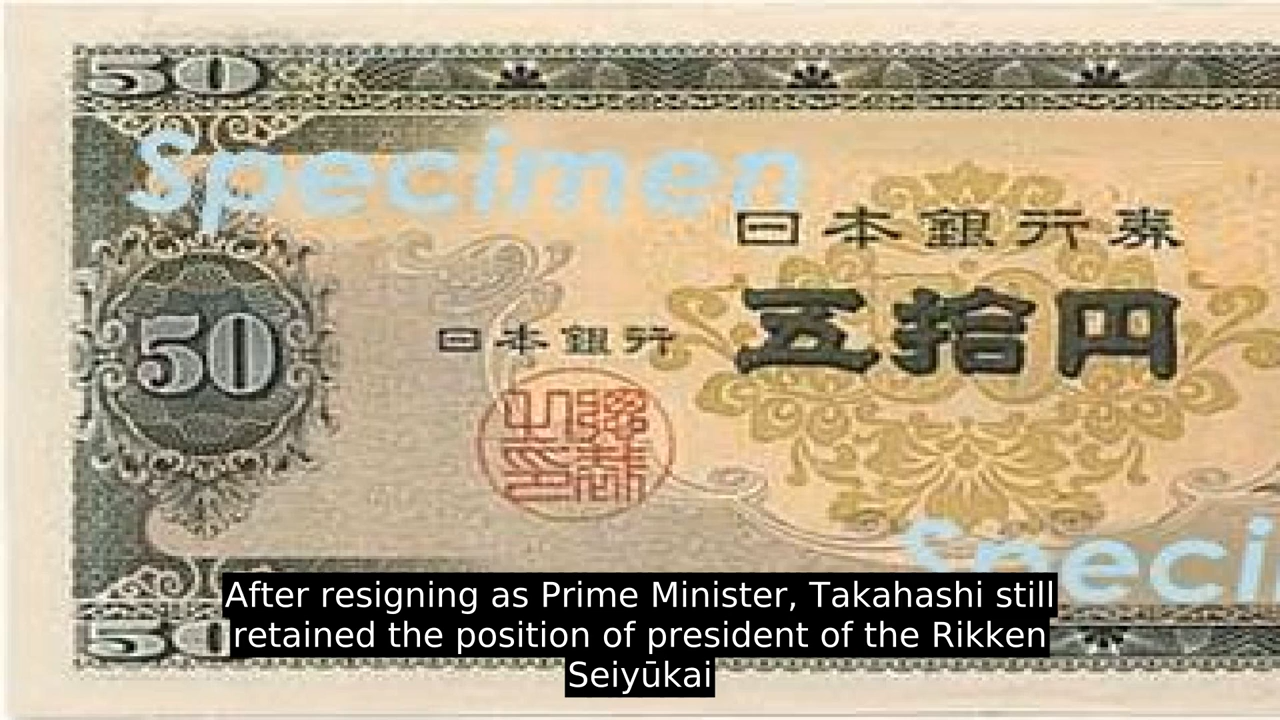 50
Specimen
日本銀行券
五拾円
50
日本銀行
Speci
After resigning as Prime Minister, Takahashi still
retained the position of president of the Rikken
Seiyūkai
50